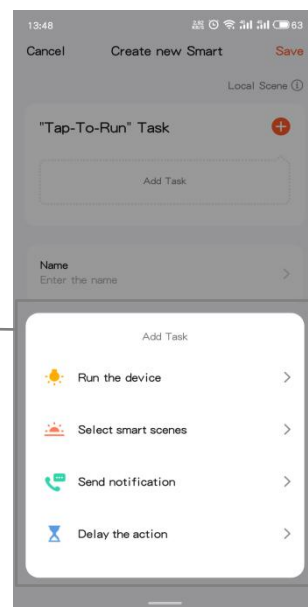 13:48
63
Cancel
Create new Smart
Save
Local Scene
"Tap-To-Run" Task
Add Task
Name
Enter the name
Add Task
Run the device
Select smart scenes
Send notification
Delay the action